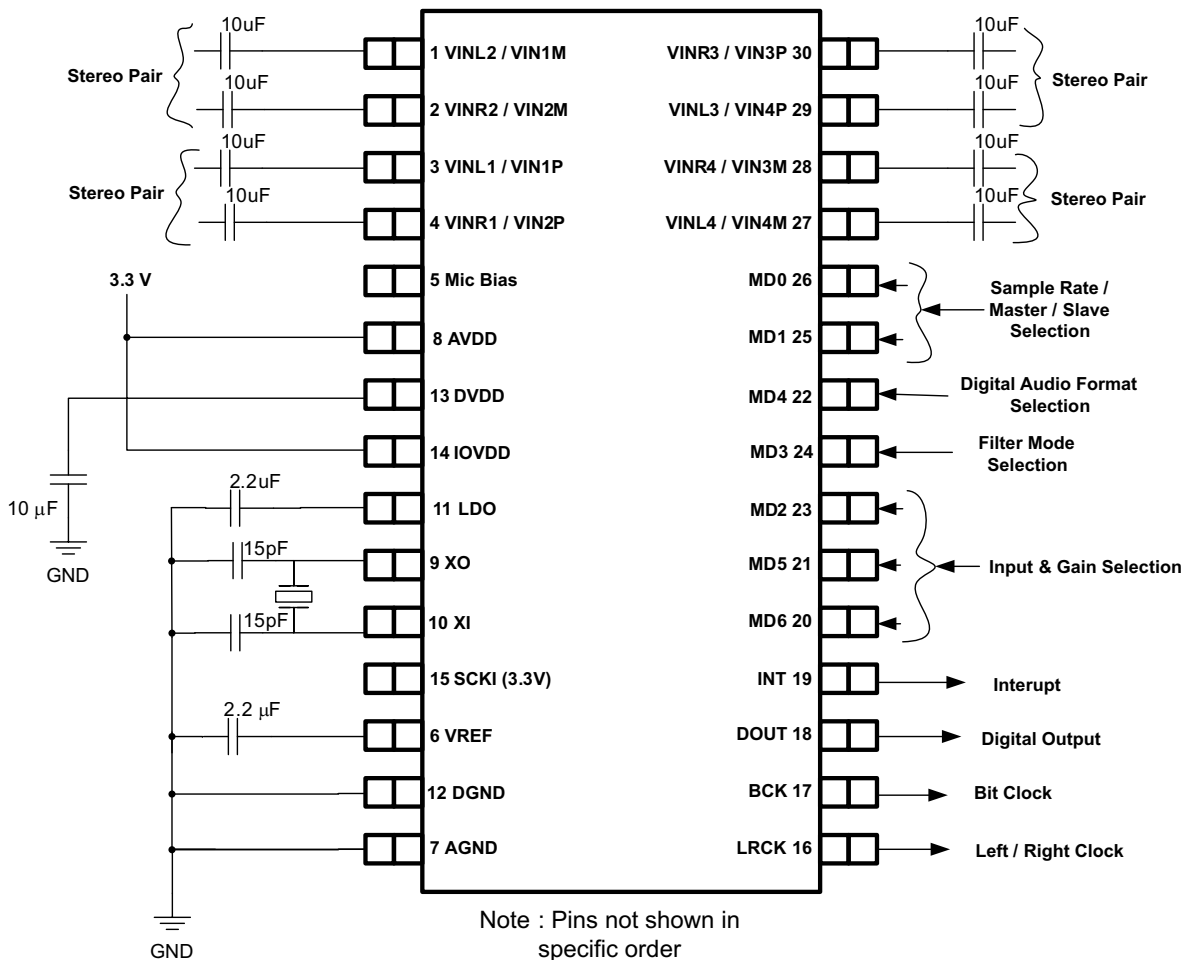 10uF
1 VINL2 / VIN1M
Stereo Pair
10uF
2 VINR2 / VIN2M
10uF
3 VINL1 / VIN1P
Stereo Pair
10uF
4 VINR1 / VIN2P
5 Mic Bias
3.3 V
8 AVDD
13 DVDD
14 IOVDD
10 μF
GND
2.2uF
11 LDO
15pF
9 XO
15pF
10 XI
15 SCKI (3.3V)
2.2 μF
6 VREF
12 DGND
7 AGND
GND
VINR3 / VIN3P 30
10uF
Stereo Pair
VINL3 / VIN4P 29
10uF
VINR4 / VIN3M 28
10uF
Stereo Pair
VINL4 / VIN4M 27
10uF
MD0 26
MD1 25
Sample Rate /
Master / Slave
Selection
MD4 22
Digital Audio Format
Selection
MD3 24
Filter Mode
Selection
MD2 23
MD5 21
Input & Gain Selection
MD6 20
INT 19
Interupt
DOUT 18
Digital Output
BCK 17
Bit Clock
LRCK 16
Left / Right Clock
Note : Pins not shown in
specific order